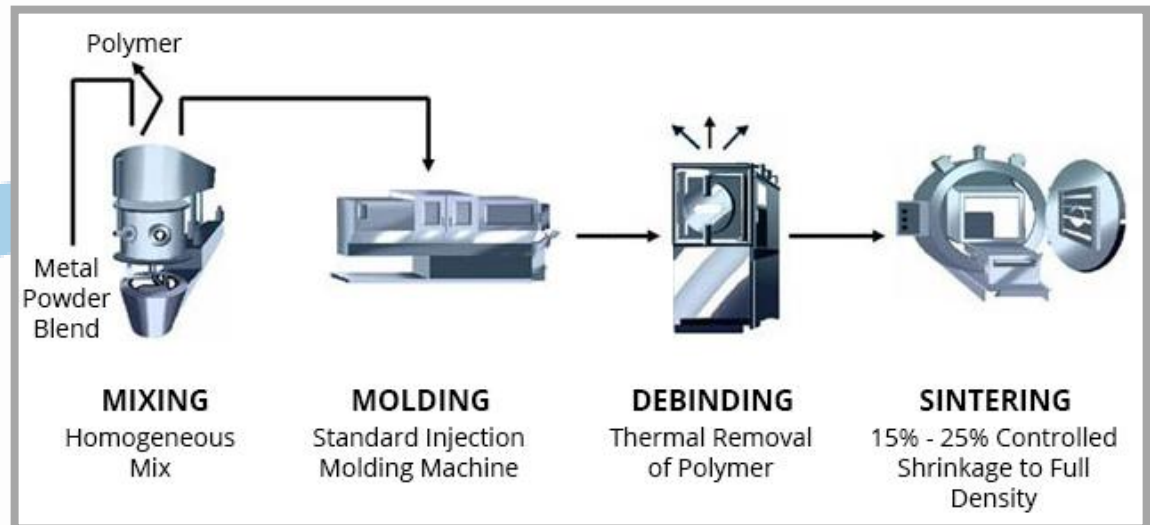 Polymer
Metal
Powder
Blend
MIXING
Homogeneous
Mix
MOLDING
Standard Injection
Molding Machine
DEBINDING
Thermal Removal
of Polymer
SINTERING
15% - 25% Controlled
Shrinkage to Full
Density